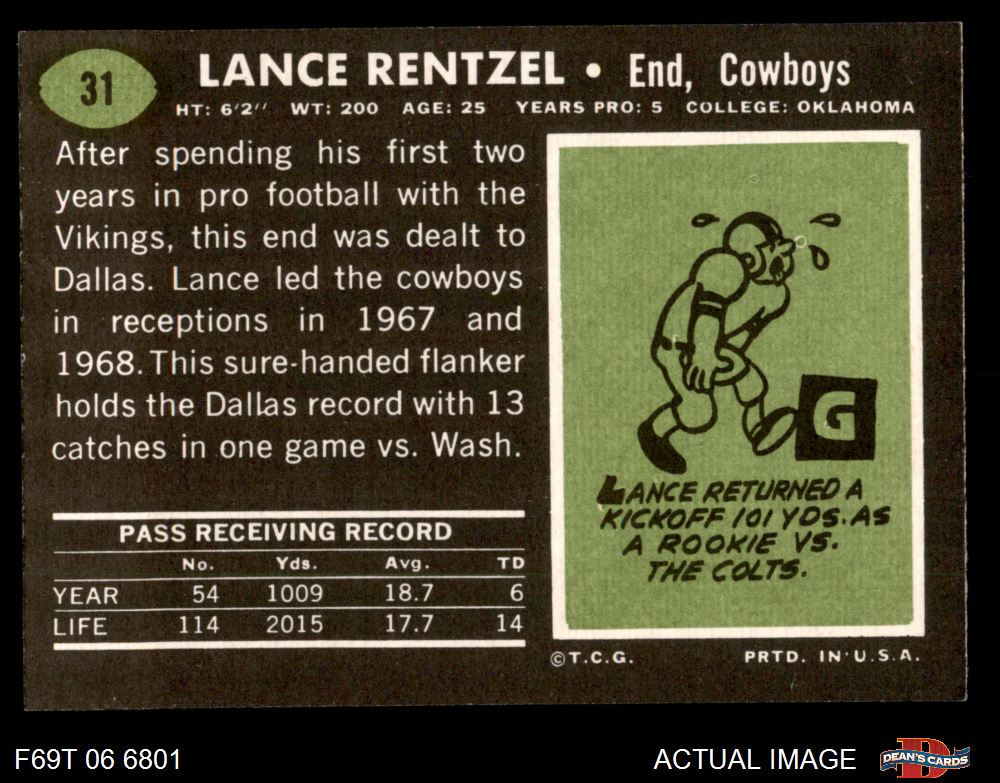 31
LANCE RENTZEL • End, Cowboys
HT: 6'2'' WT: 200 AGE: 25 YEARS PRO: 5 COLLEGE: OKLAHOMA
After spending his first two
years in pro football with the
Vikings, this end was dealt to
Dallas. Lance led the cowboys
in receptions in 1967 and
1968. This sure-handed flanker
holds the Dallas record with 13
catches in one game vs. Wash.
PASS RECEIVING RECORD
No. Yds. Avg. TD
YEAR 54 1009 18.7 6
LIFE 114 2015 17.7 14
G
LANCE RETURNED A
KICKOFF 101 YDS. AS
A ROOKIE VS.
THE COLTS.
©T.C.G. PRTD. IN U.S.A.
F69T 06 6801
ACTUAL IMAGE
D
DEAN'S CARDS